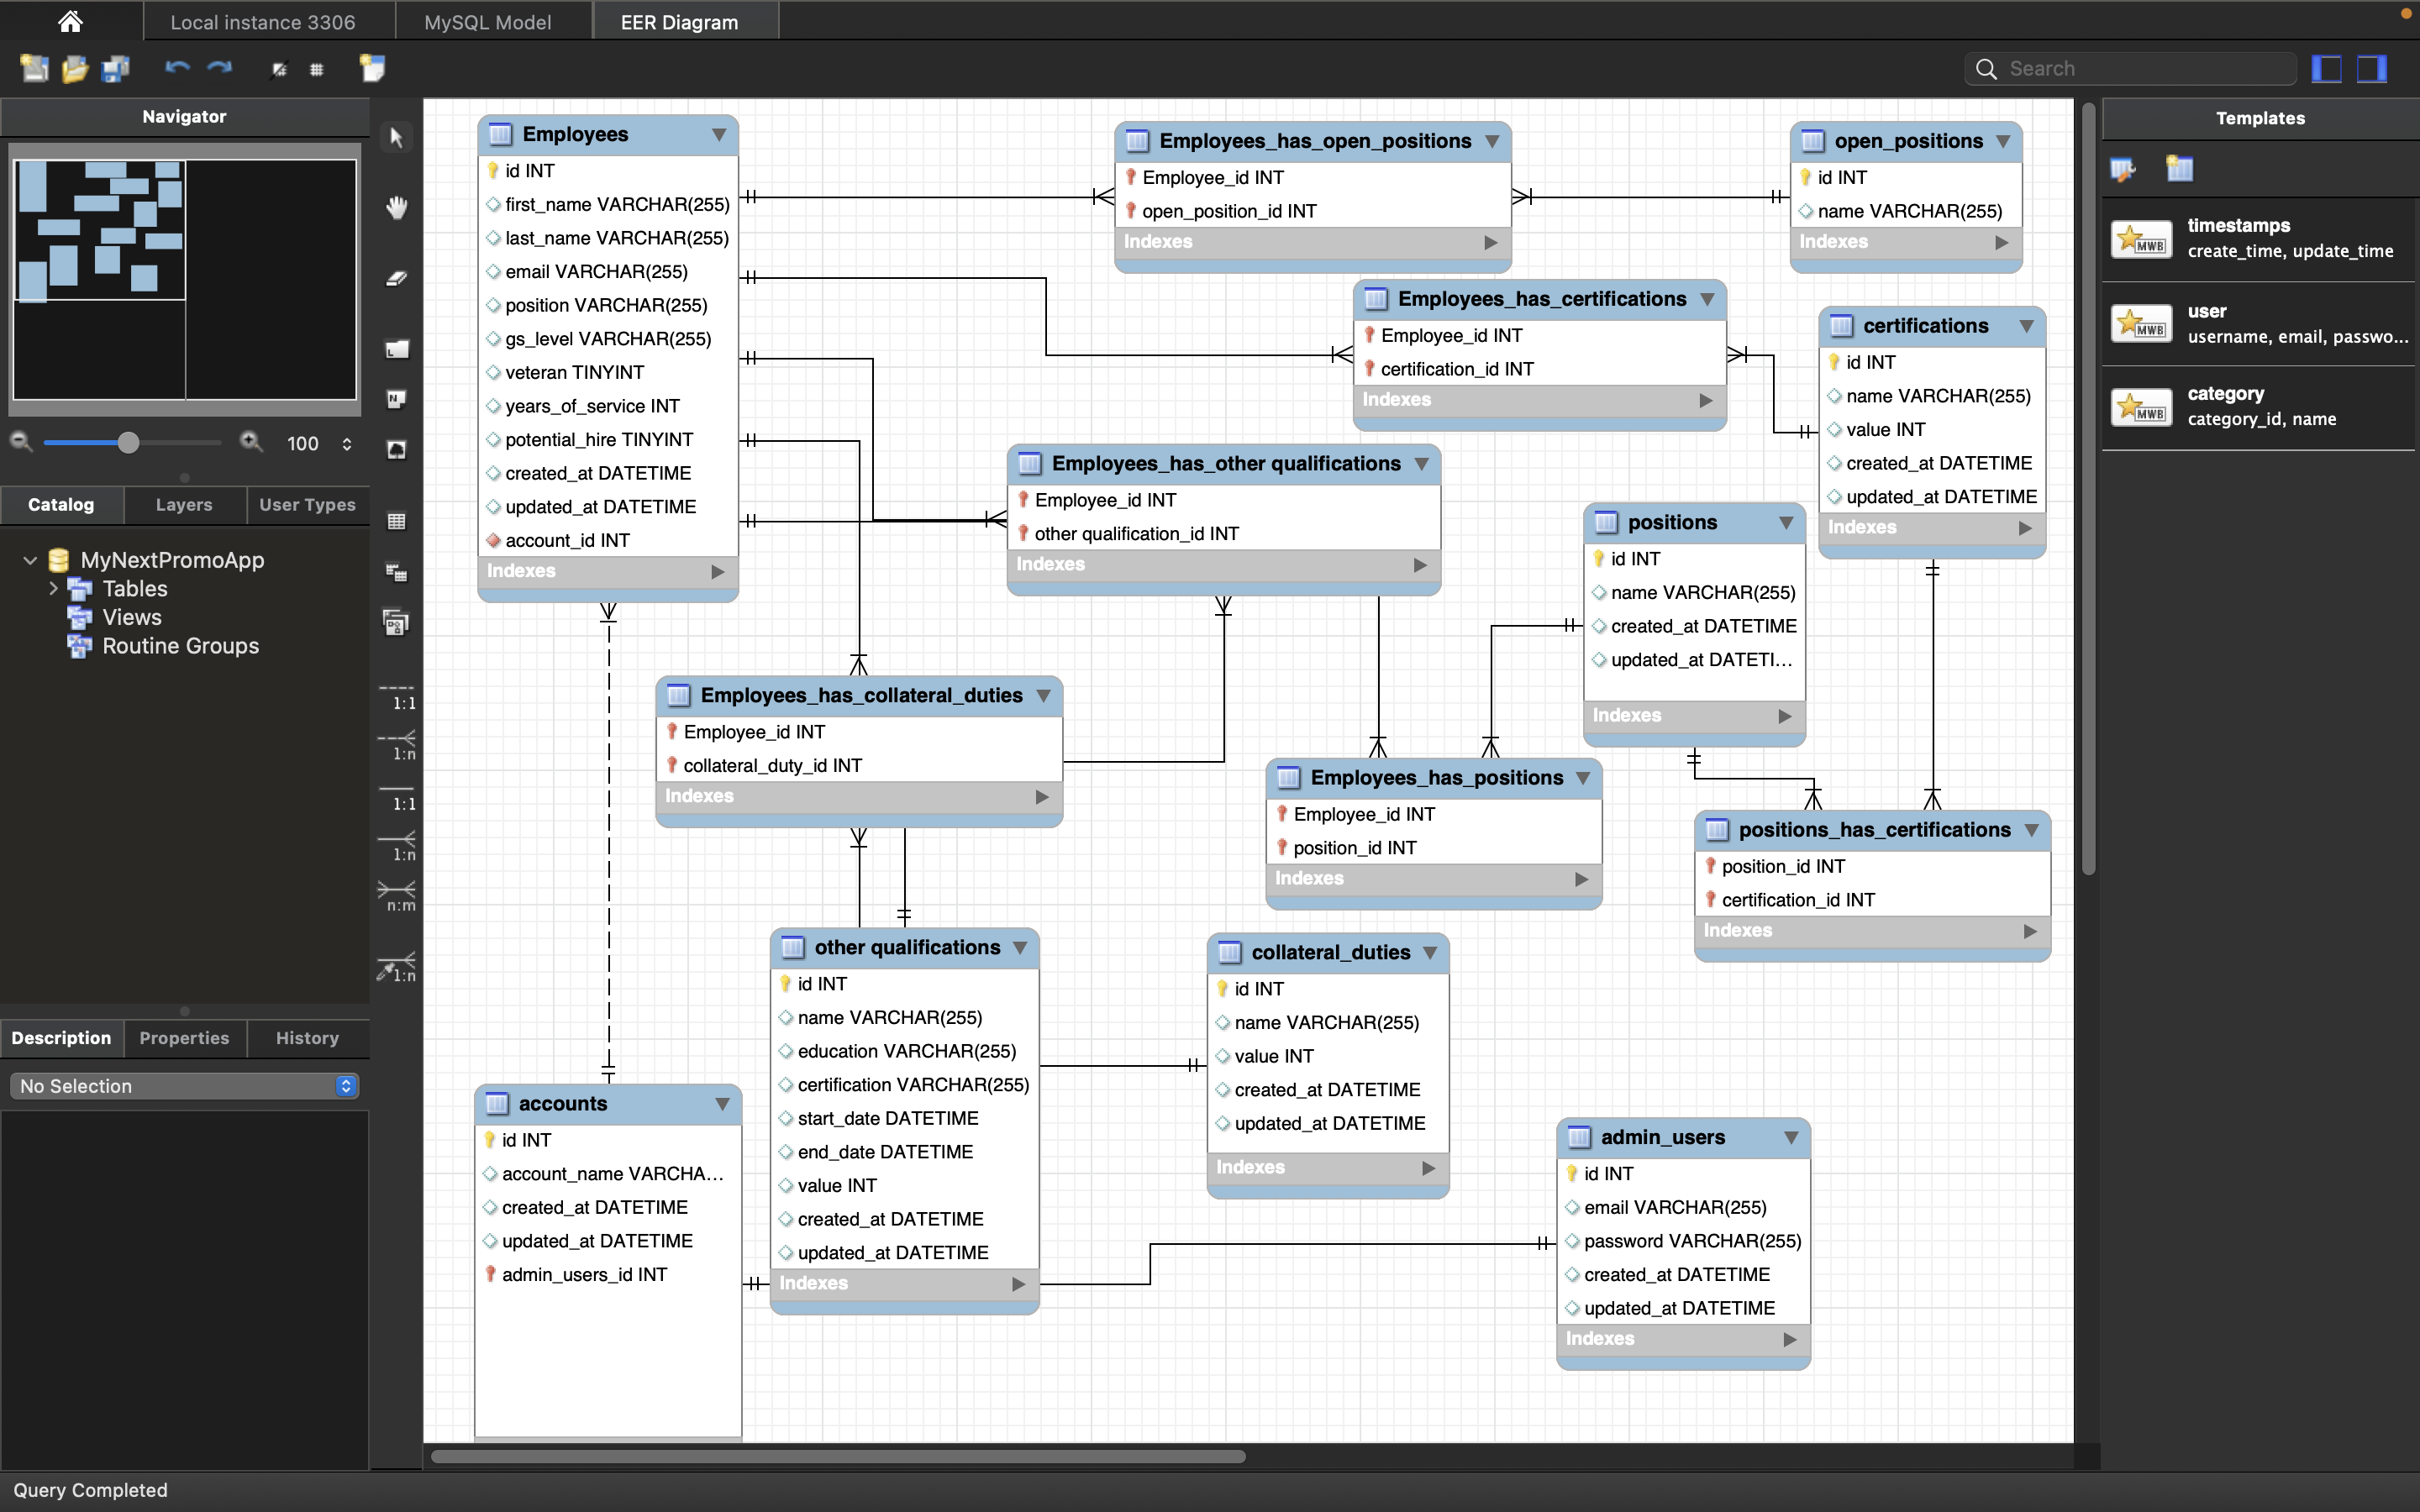 Local instance 3306
MySQL Model
EER Diagram
Search
Navigator
100
Catalog
Layers
User Types
MyNextPromoApp
Tables
Views
Routine Groups
Description
Properties
History
No Selection
Query Completed
1:1
1:n
1:1
1:n
n:m
1:n
Employees
id INT
first_name VARCHAR(255)
last_name VARCHAR(255)
email VARCHAR(255)
position VARCHAR(255)
gs_level VARCHAR(255)
veteran TINYINT
years_of_service INT
potential_hire TINYINT
created_at DATETIME
updated_at DATETIME
account_id INT
Indexes
Employees_has_open_positions
Employee_id INT
open_position_id INT
Indexes
open_positions
id INT
name VARCHAR(255)
Indexes
Employees_has_certifications
Employee_id INT
certification_id INT
Indexes
certifications
id INT
name VARCHAR(255)
value INT
created_at DATETIME
updated_at DATETIME
Indexes
Employees_has_other qualifications
Employee_id INT
other qualification_id INT
Indexes
positions
id INT
name VARCHAR(255)
created_at DATETIME
updated_at DATETI...
Indexes
Employees_has_collateral_duties
Employee_id INT
collateral_duty_id INT
Indexes
Employees_has_positions
Employee_id INT
position_id INT
Indexes
positions_has_certifications
position_id INT
certification_id INT
Indexes
other qualifications
id INT
name VARCHAR(255)
education VARCHAR(255)
certification VARCHAR(255)
start_date DATETIME
end_date DATETIME
value INT
created_at DATETIME
updated_at DATETIME
Indexes
collateral_duties
id INT
name VARCHAR(255)
value INT
created_at DATETIME
updated_at DATETIME
Indexes
accounts
id INT
account_name VARCHA...
created_at DATETIME
updated_at DATETIME
admin_users_id INT
admin_users
id INT
email VARCHAR(255)
password VARCHAR(255)
created_at DATETIME
updated_at DATETIME
Indexes
Templates
MWB
timestamps
create_time, update_time
MWB
user
username, email, passwo...
MWB
category
category_id, name